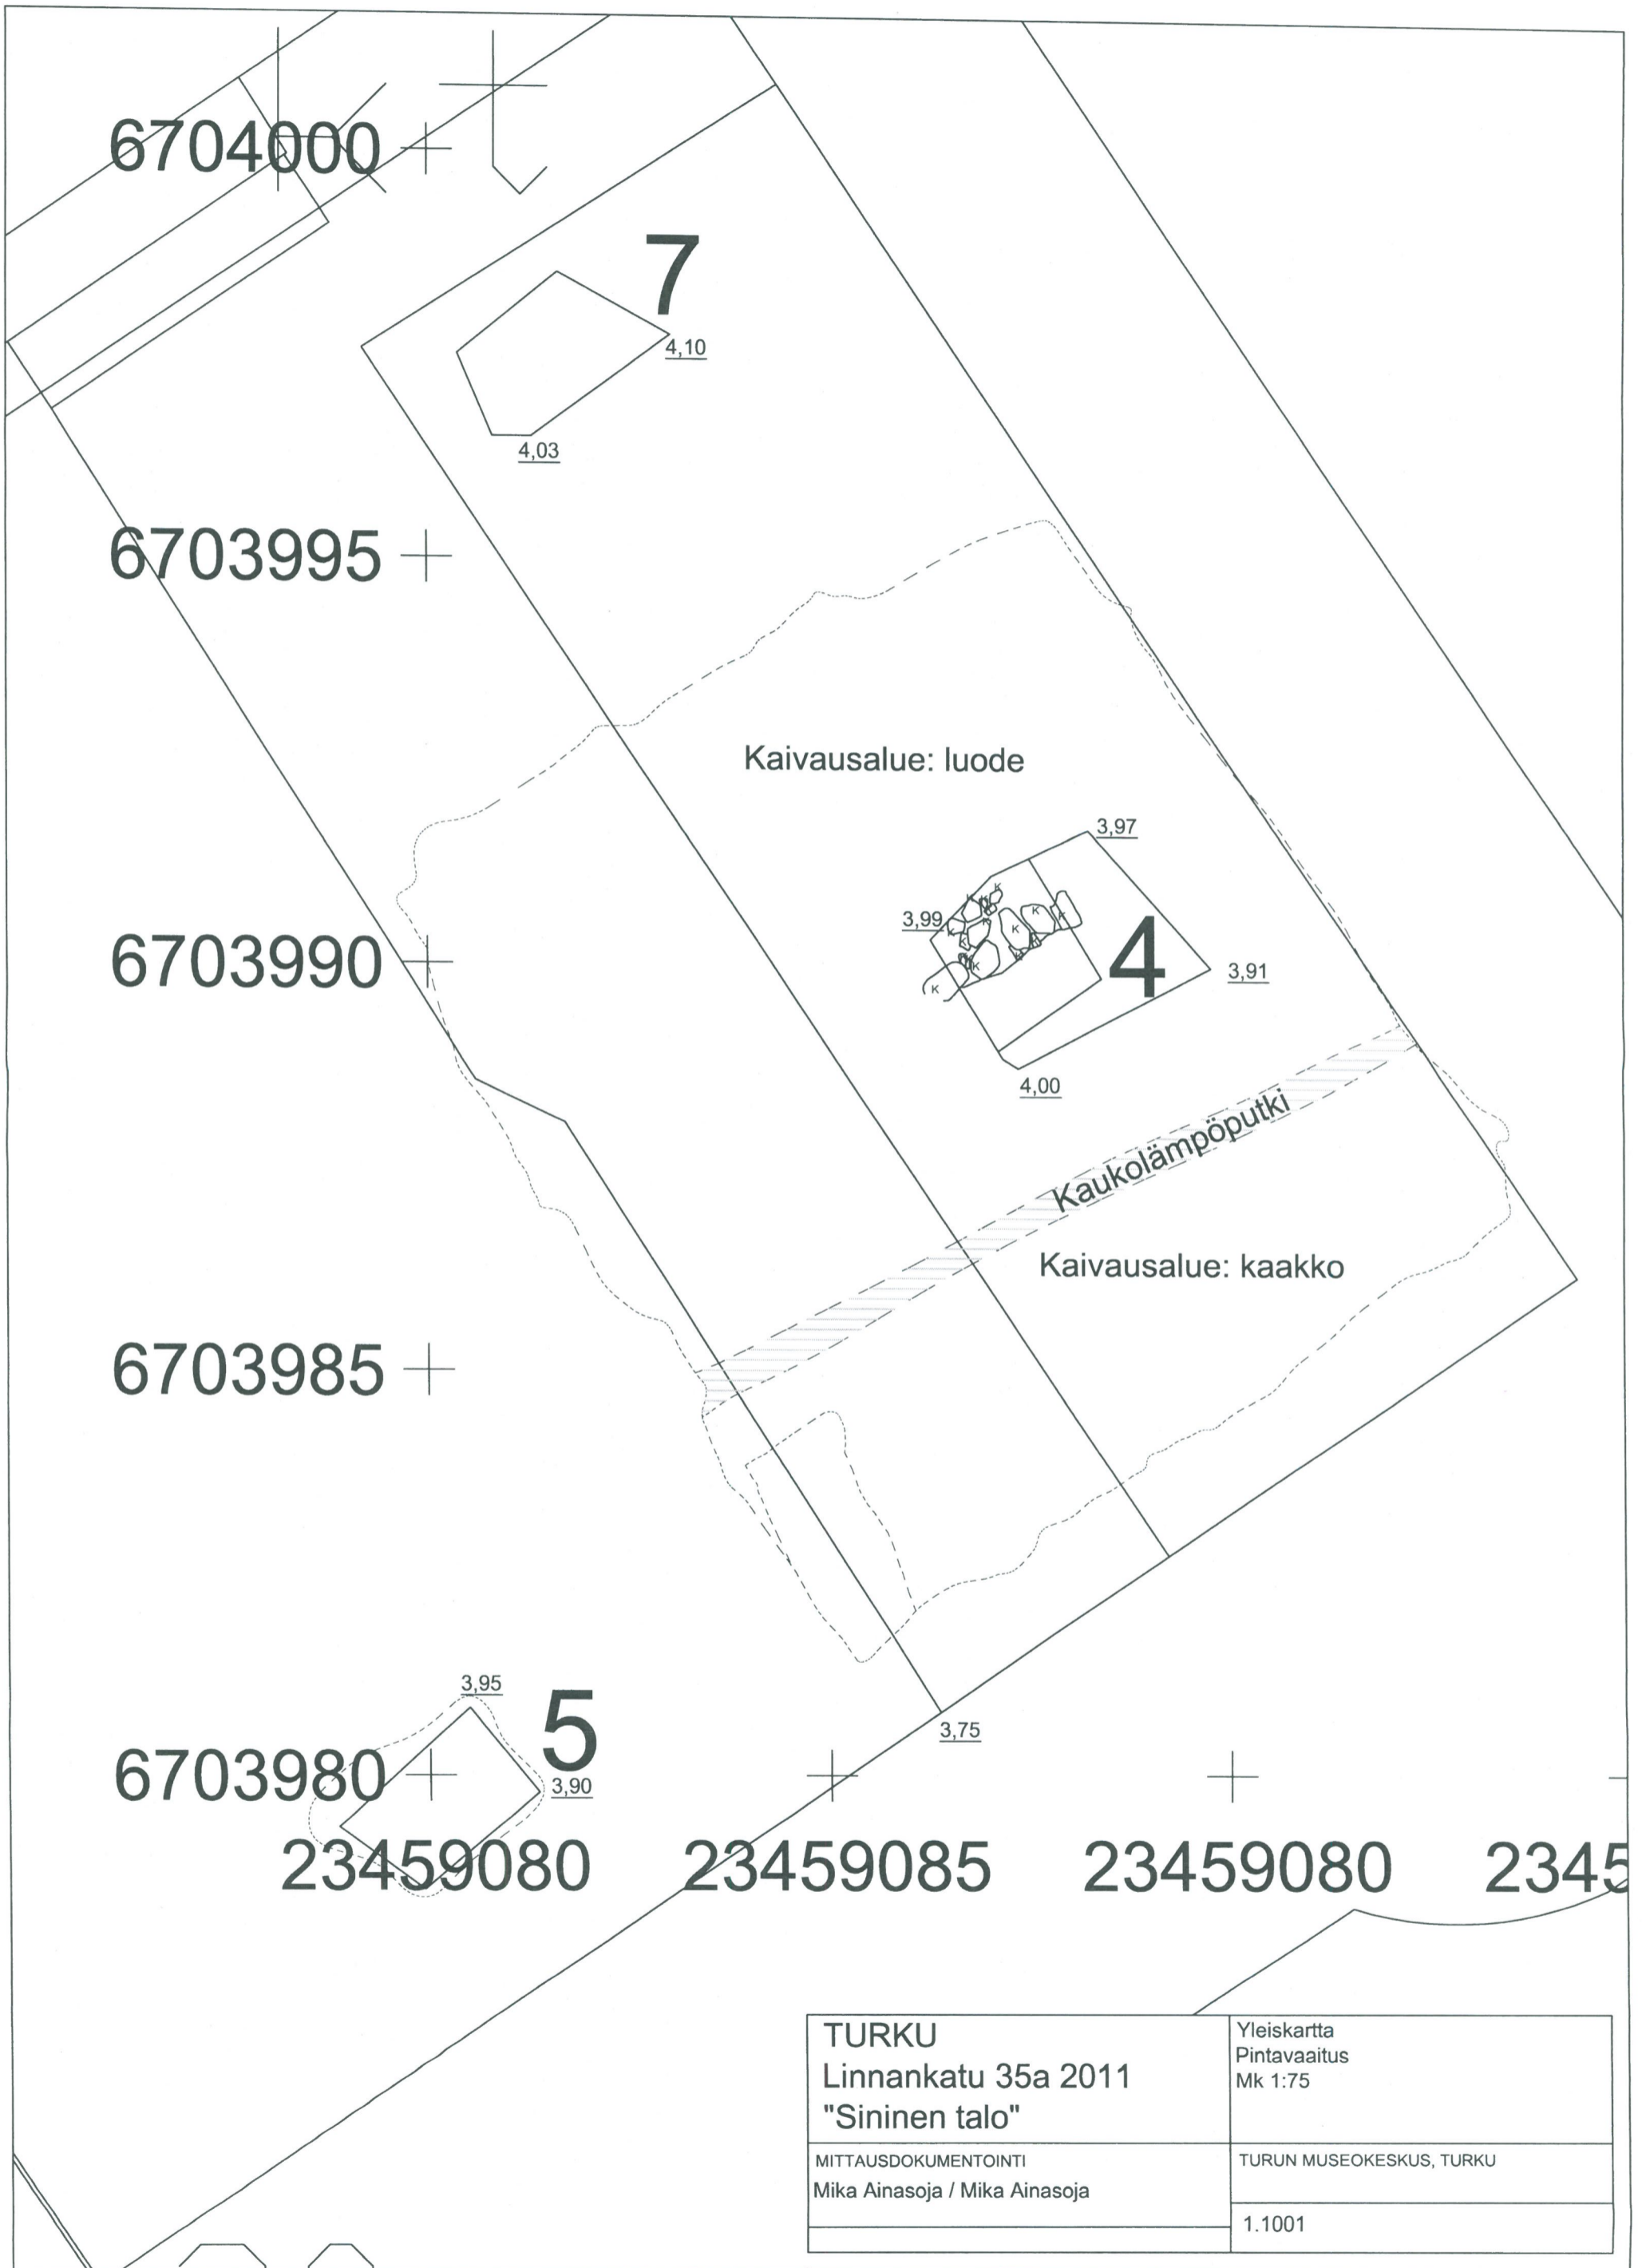 kt
6704000
7
4,10
4,03
6703995
Kaivausalue: luode
3,97
3,99
K K K
K K K K K
K K K K
K
4
6703990
3,91
4,00
Kaukolämpöputki
Kaivausalue: kaakko
6703985
3,95
5
3,75
6703980
3,90
23459080 23459085 23459080 2345
TURKU
Linnankatu 35a 2011
"Sininen talo"
Yleiskartta
Pintavaaitus
Mk 1:75
MITTAUSDOKUMENTOINTI
Mika Ainasoja / Mika Ainasoja
TURUN MUSEOKESKUS, TURKU
1.1001